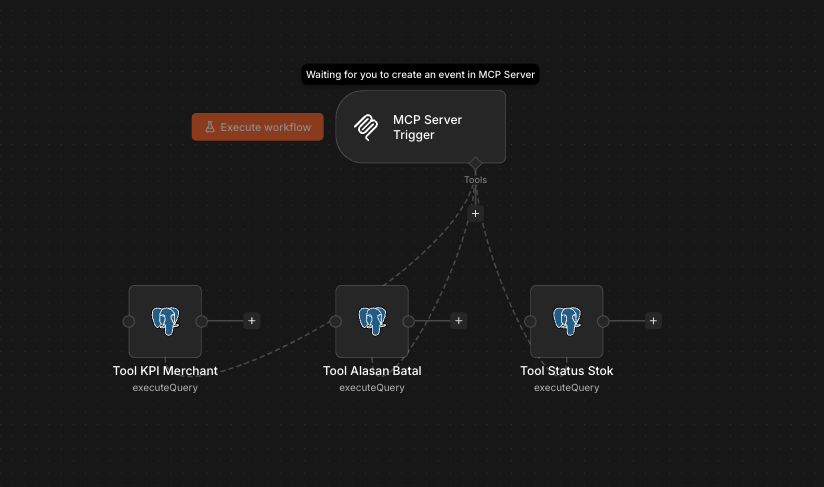 Waiting for you to create an event in MCP Server
Execute workflow
MCP Server
Trigger
Tools
Tool KPI Merchant
executeQuery
Tool Alasan Batal
executeQuery
Tool Status Stok
executeQuery